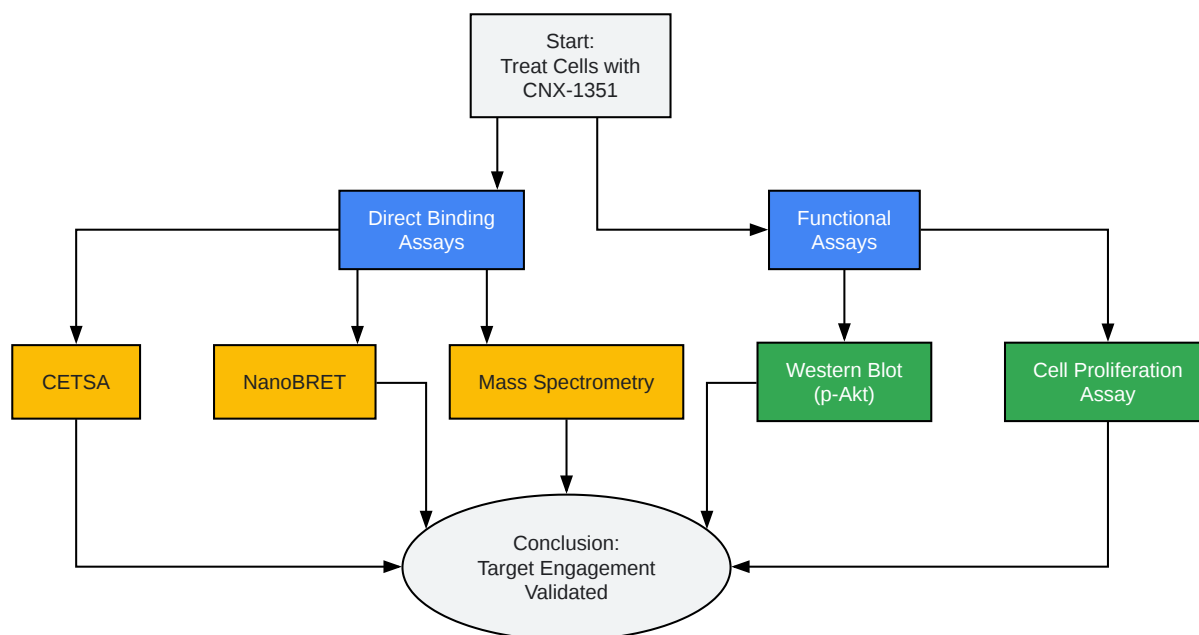 Start:
Treat Cells with
CNX-1351
Direct Binding
Assays
Functional
Assays
CETSA
NanoBRET
Mass Spectrometry
Western Blot
(p-Akt)
Cell Proliferation
Assay
Conclusion:
Target Engagement
Validated